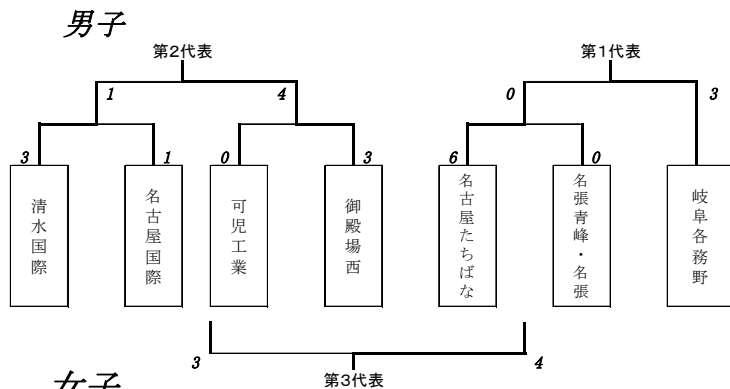 男子
第2代表
第1代表
1
4
0
3
3
1
0
3
6
0
清水国際
名古屋国際
可児工業
御殿場西
名古屋たちばな
名張青峰・名張
岐阜各務野
3
4
第3代表
女子